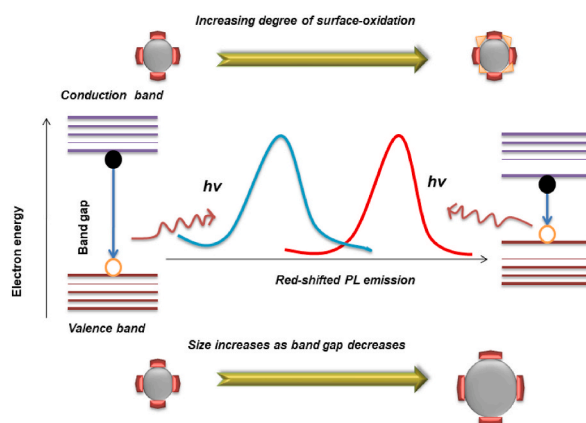 Increasing degree of surface-oxidation
Conduction band
hv
hv
Band gap
Electron energy
Red-shifted PL emission
Valence band
Size increases as band gap decreases